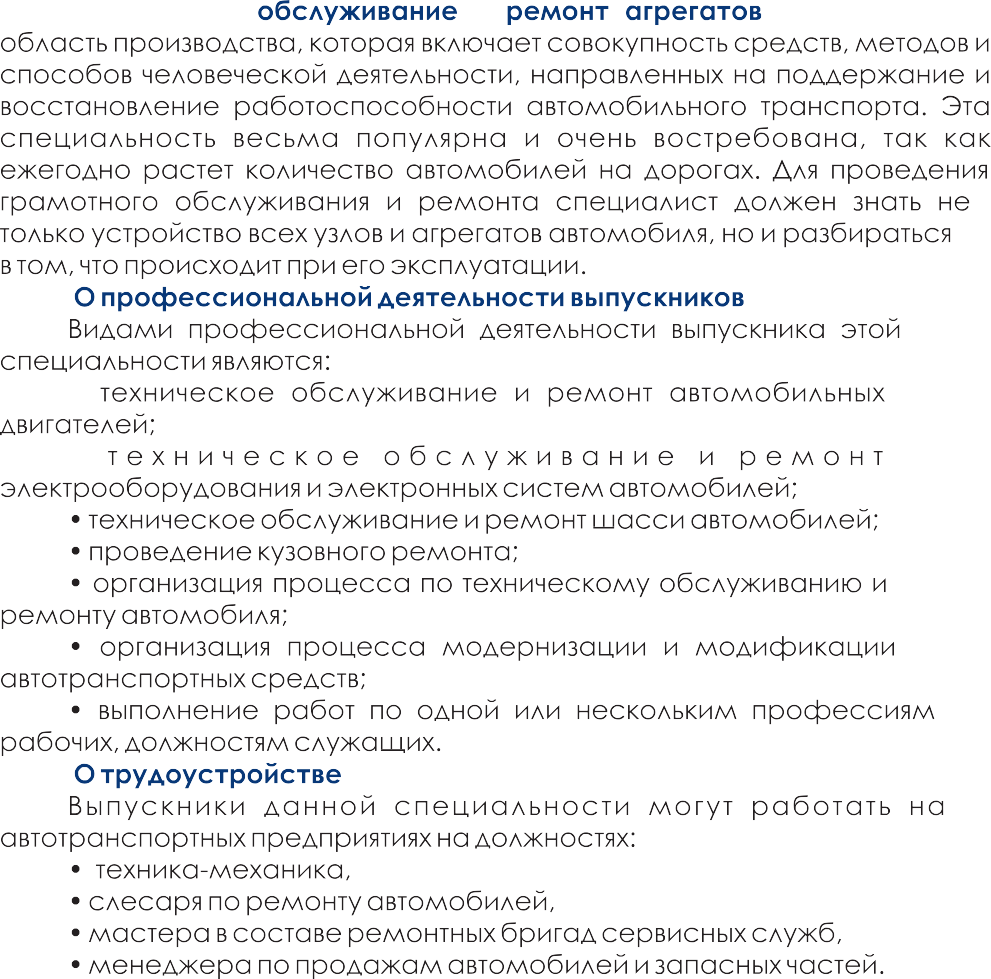 обслуживание ремонт агрегатов
область производства, которая включает совокупность средств, методов и
способов человеческой деятельности, направленных на поддержание и
восстановление работоспособности автомобильного транспорта. Эта
специальность весьма популярна и очень востребована, так как
ежегодно растет количество автомобилей на дорогах. Для проведения
грамотного обслуживания и ремонта специалист должен знать не
только устройство всех узлов и агрегатов автомобиля, но и разбираться
в том, что происходит при его эксплуатации.
О профессиональной деятельности выпускников
Видами профессиональной деятельности выпускника этой
специальности являются:
техническое обслуживание и ремонт автомобильных
двигателей;
техническое обслуживание и ремонт
электрооборудования и электронных систем автомобилей;
• техническое обслуживание и ремонт шасси автомобилей;
• проведение кузовного ремонта;
• организация процесса по техническому обслуживанию и
ремонту автомобиля;
• организация процесса модернизации и модификации
автотранспортных средств;
• выполнение работ по одной или нескольким профессиям
рабочих, должностям служащих.
О трудоустройстве
Выпускники данной специальности могут работать на
автотранспортных предприятиях на должностях:
• техника-механика,
• слесаря по ремонту автомобилей,
• мастера в составе ремонтных бригад сервисных служб,
• менеджера по продажам автомобилей и запасных частей.